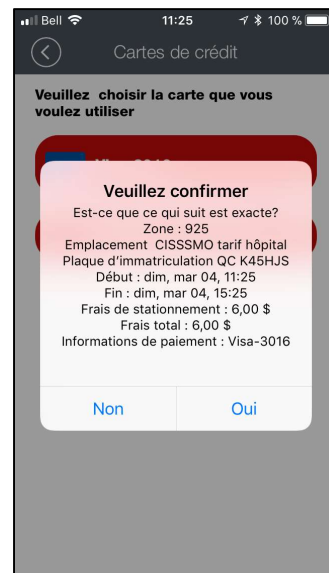 Bell 11:25 100 %
Cartes de crédit
Veuillez choisir la carte que vous
voulez utiliser
Veuillez confirmer
Est-ce que ce qui suit est exacte?
Zone : 925
Emplacement CISSSMO tarif hôpital
Plaque d'immatriculation QC K45HJS
Début : dim, mar 04, 11:25
Fin : dim, mar 04, 15:25
Frais de stationnement : 6,00 $
Frais total : 6,00 $
Informations de paiement : Visa-3016
Non Oui